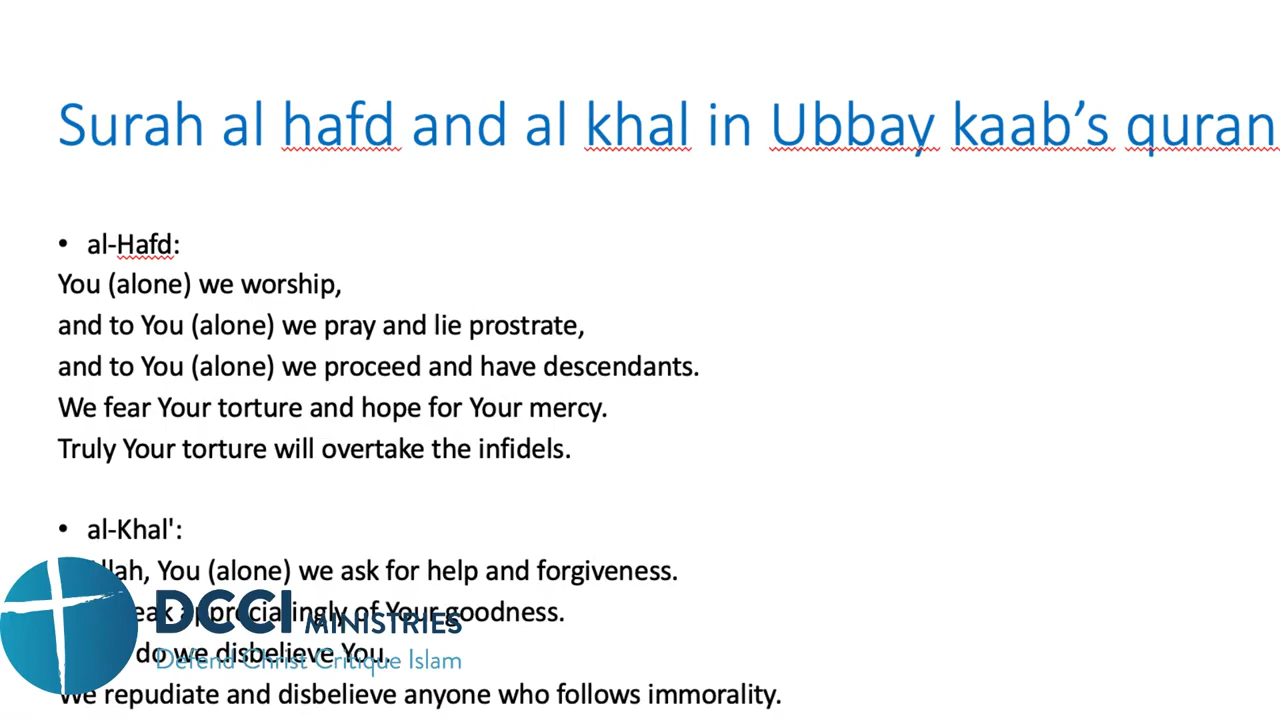 Surah al hafd and al khal in Ubbay kaab’s quran
• al-Hafd:
You (alone) we worship,
and to You (alone) we pray and lie prostrate,
and to You (alone) we proceed and have descendants.
We fear Your torture and hope for Your mercy.
Truly Your torture will overtake the infidels.
• al-Khal':
Allah, You (alone) we ask for help and forgiveness.
appreciatingly of Your goodness.
DCCI MINISTRIES
do we disbelieve You.
Defend Christ Critique Islam
We repudiate and disbelieve anyone who follows immorality.